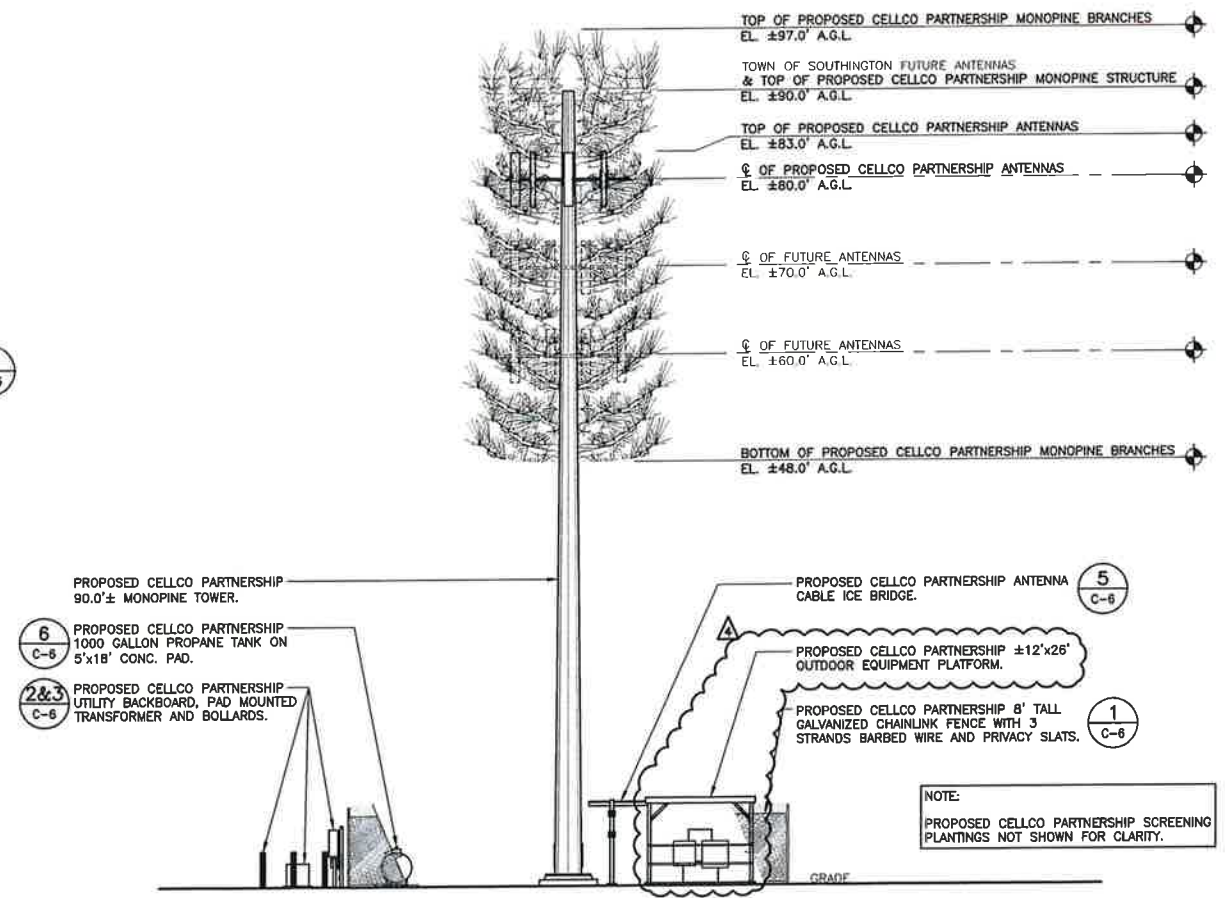 TOP OF PROPOSED CELLCO PARTNERSHIP MONOPINE BRANCHES
EL. ±97.0' A.G.L.
TOWN OF SOUTHINGTON FUTURE ANTENNAS
& TOP OF PROPOSED CELLCO PARTNERSHIP MONOPINE STRUCTURE
EL. ±90.0' A.G.L.
TOP OF PROPOSED CELLCO PARTNERSHIP ANTENNAS
EL. ±83.0' A.G.L.
℄ OF PROPOSED CELLCO PARTNERSHIP ANTENNAS
EL. ±80.0' A.G.L.
℄ OF FUTURE ANTENNAS
EL. ±70.0' A.G.L.
℄ OF FUTURE ANTENNAS
EL. ±60.0' A.G.L.
BOTTOM OF PROPOSED CELLCO PARTNERSHIP MONOPINE BRANCHES
EL. ±48.0' A.G.L.
PROPOSED CELLCO PARTNERSHIP
90.0'± MONOPINE TOWER.
6
C-6
PROPOSED CELLCO PARTNERSHIP
1000 GALLON PROPANE TANK ON
5'x18' CONC. PAD.
2&3
C-6
PROPOSED CELLCO PARTNERSHIP
UTILITY BACKBOARD, PAD MOUNTED
TRANSFORMER AND BOLLARDS.
PROPOSED CELLCO PARTNERSHIP ANTENNA
CABLE ICE BRIDGE.
5
C-6
4
PROPOSED CELLCO PARTNERSHIP ±12'x26'
OUTDOOR EQUIPMENT PLATFORM.
PROPOSED CELLCO PARTNERSHIP 8' TALL
GALVANIZED CHAINLINK FENCE WITH 3
STRANDS BARBED WIRE AND PRIVACY SLATS.
1
C-6
NOTE:
PROPOSED CELLCO PARTNERSHIP SCREENING
PLANTINGS NOT SHOWN FOR CLARITY.
GRADE